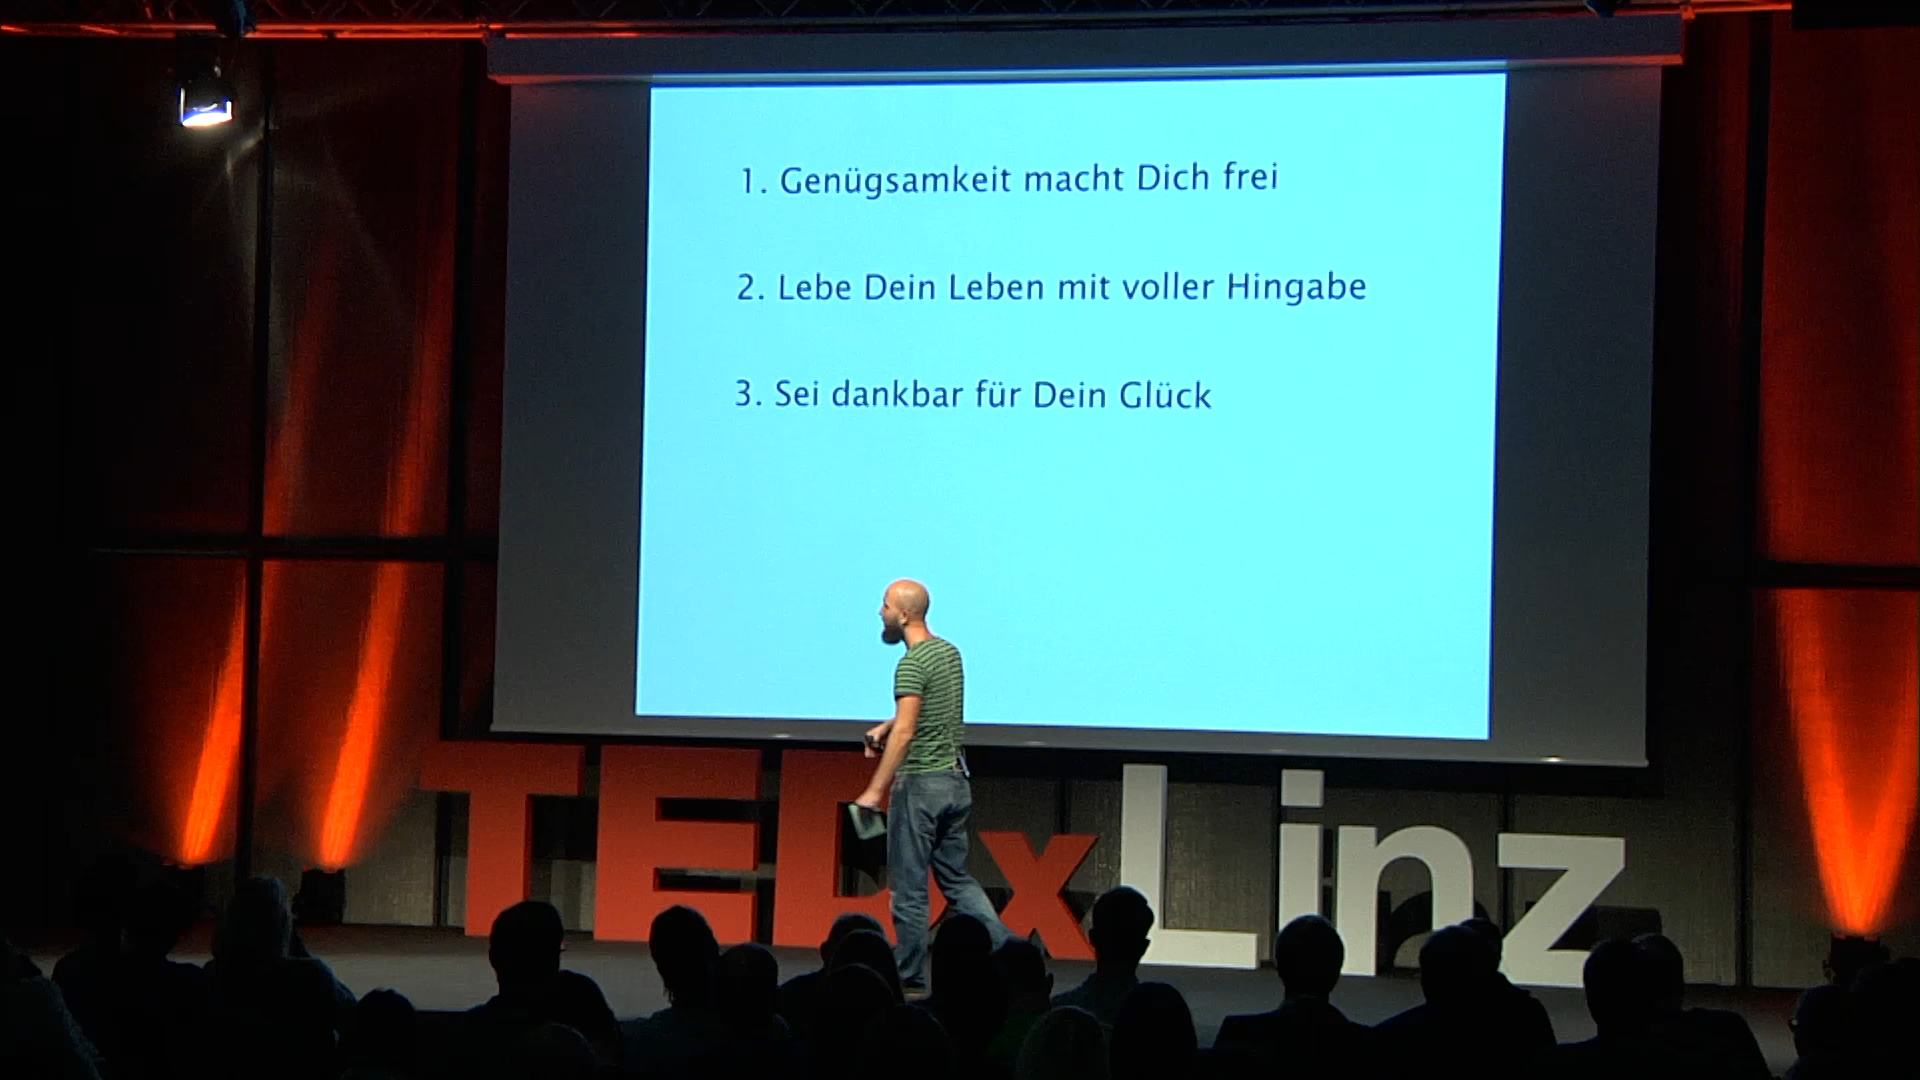 1. Genügsamkeit macht Dich frei
2. Lebe Dein Leben mit voller Hingabe
3. Sei dankbar für Dein Glück
TEDxLinz